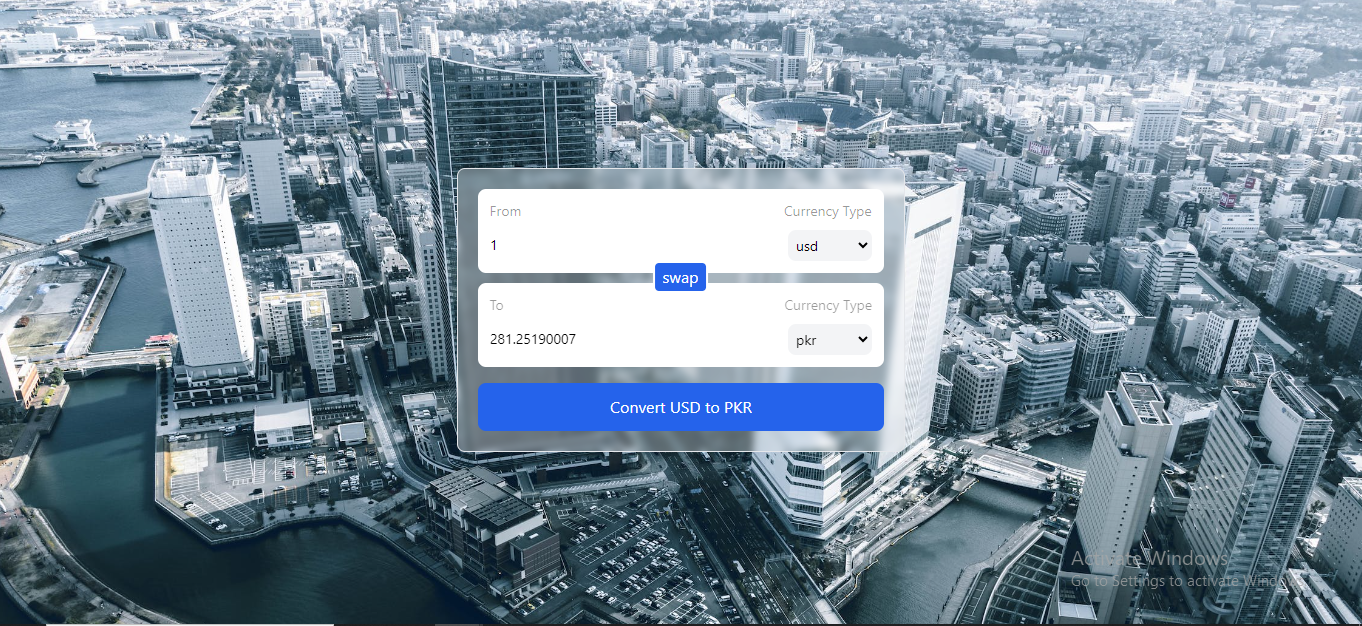 From
Currency Type
1
usd
swap
To
Currency Type
281.25190007
pkr
Convert USD to PKR
Activate Windows
Go to Settings to activate Windows.